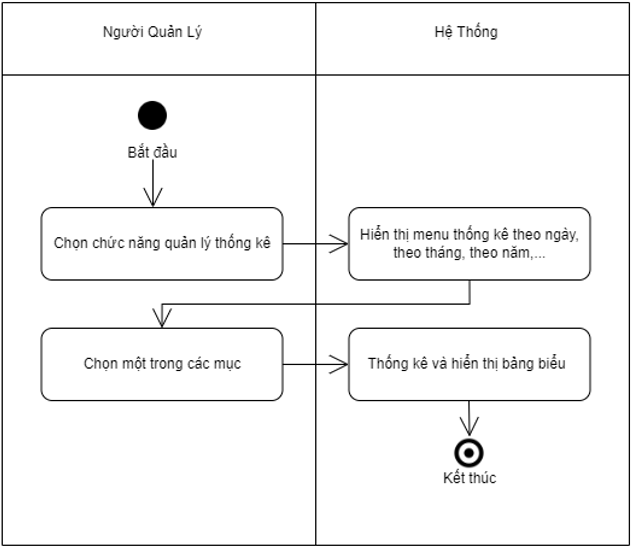 Người Quản Lý
Hệ Thống
Bắt đầu
Chọn chức năng quản lý thống kê
Hiển thị menu thống kê theo ngày,
theo tháng, theo năm,...
Chọn một trong các mục
Thống kê và hiển thị bảng biểu
Kết thúc